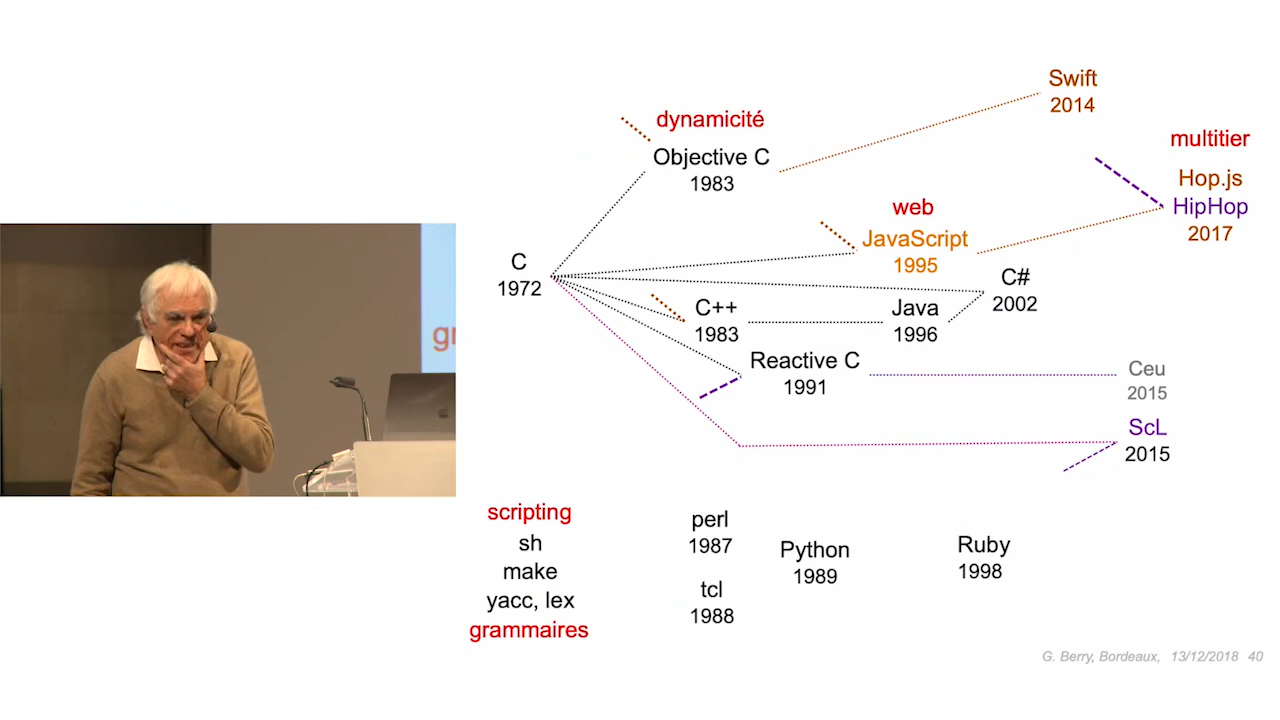 Swift
2014
dynamicité
multitier
Objective C
1983
Hop.js
HipHop
2017
web
JavaScript
1995
C
1972
C#
2002
C++
1983
Java
1996
Reactive C
1991
Ceu
2015
ScL
2015
scripting
sh
make
yacc, lex
grammaires
perl
1987
tcl
1988
Python
1989
Ruby
1998
G. Berry, Bordeaux, 13/12/2018 40
gr